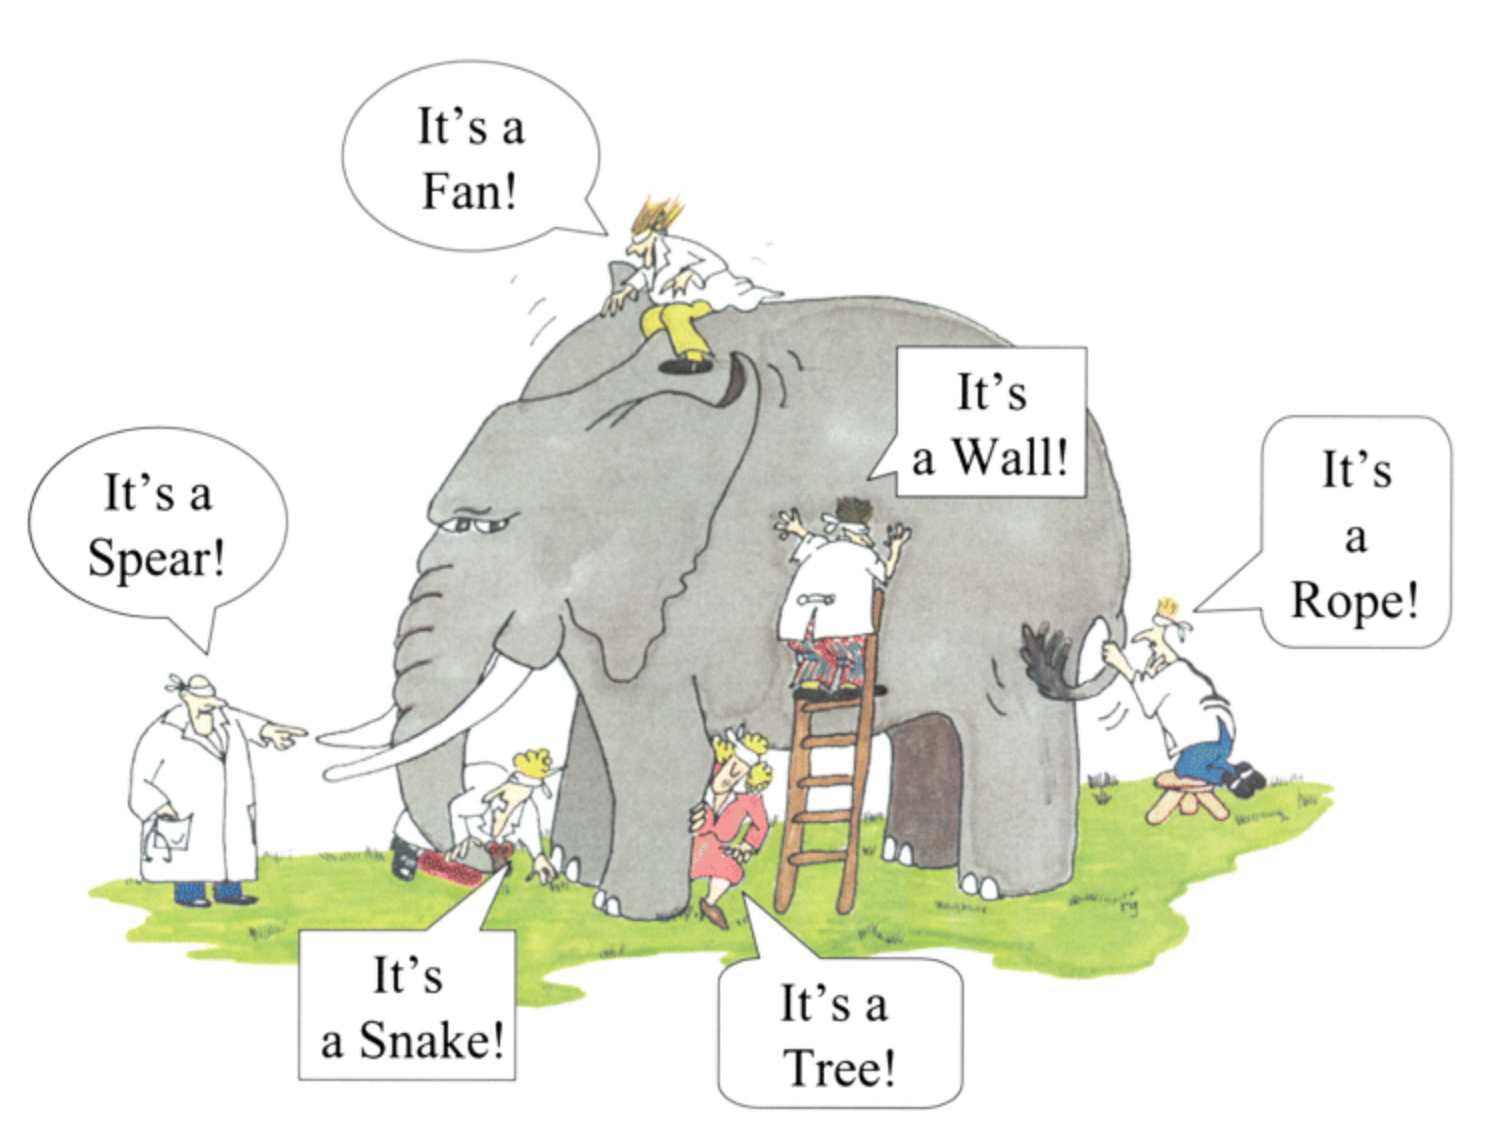 It’s a
Fan!
It’s
a Wall!
It’s a
Spear!
It’s
a
Rope!
It’s
a Snake!
It’s a
Tree!